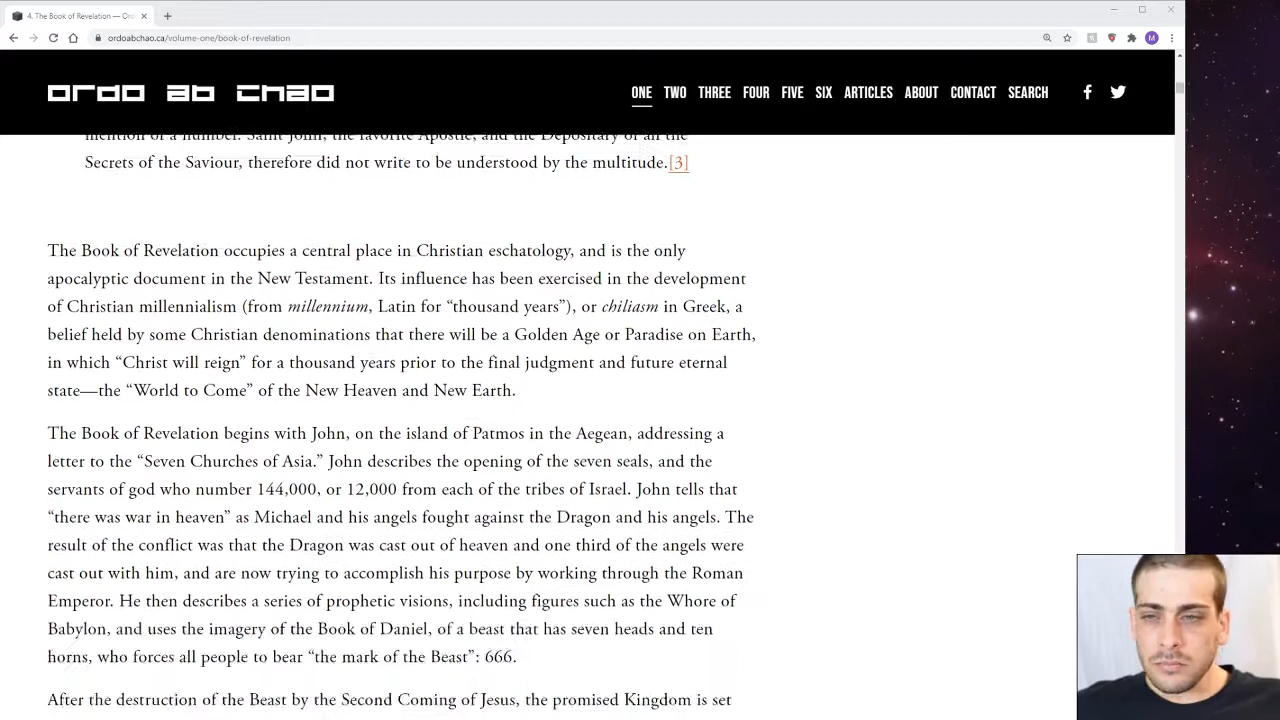 4. The Book of Revelation — Ord
ordoabchao.ca/volume-one/book-of-revelation
M
ordo ab chao
ONE TWO THREE FOUR FIVE SIX ARTICLES ABOUT CONTACT SEARCH
mention of a number. Saint John, the favorite Apostle, and the Depositary of all the
Secrets of the Saviour, therefore did not write to be understood by the multitude.[3]
The Book of Revelation occupies a central place in Christian eschatology, and is the only
apocalyptic document in the New Testament. Its influence has been exercised in the development
of Christian millennialism (from millennium, Latin for “thousand years”), or chiliasm in Greek, a
belief held by some Christian denominations that there will be a Golden Age or Paradise on Earth,
in which “Christ will reign” for a thousand years prior to the final judgment and future eternal
state—the “World to Come” of the New Heaven and New Earth.
The Book of Revelation begins with John, on the island of Patmos in the Aegean, addressing a
letter to the “Seven Churches of Asia.” John describes the opening of the seven seals, and the
servants of god who number 144,000, or 12,000 from each of the tribes of Israel. John tells that
“there was war in heaven” as Michael and his angels fought against the Dragon and his angels. The
result of the conflict was that the Dragon was cast out of heaven and one third of the angels were
cast out with him, and are now trying to accomplish his purpose by working through the Roman
Emperor. He then describes a series of prophetic visions, including figures such as the Whore of
Babylon, and uses the imagery of the Book of Daniel, of a beast that has seven heads and ten
horns, who forces all people to bear “the mark of the Beast”: 666.
After the destruction of the Beast by the Second Coming of Jesus, the promised Kingdom is set